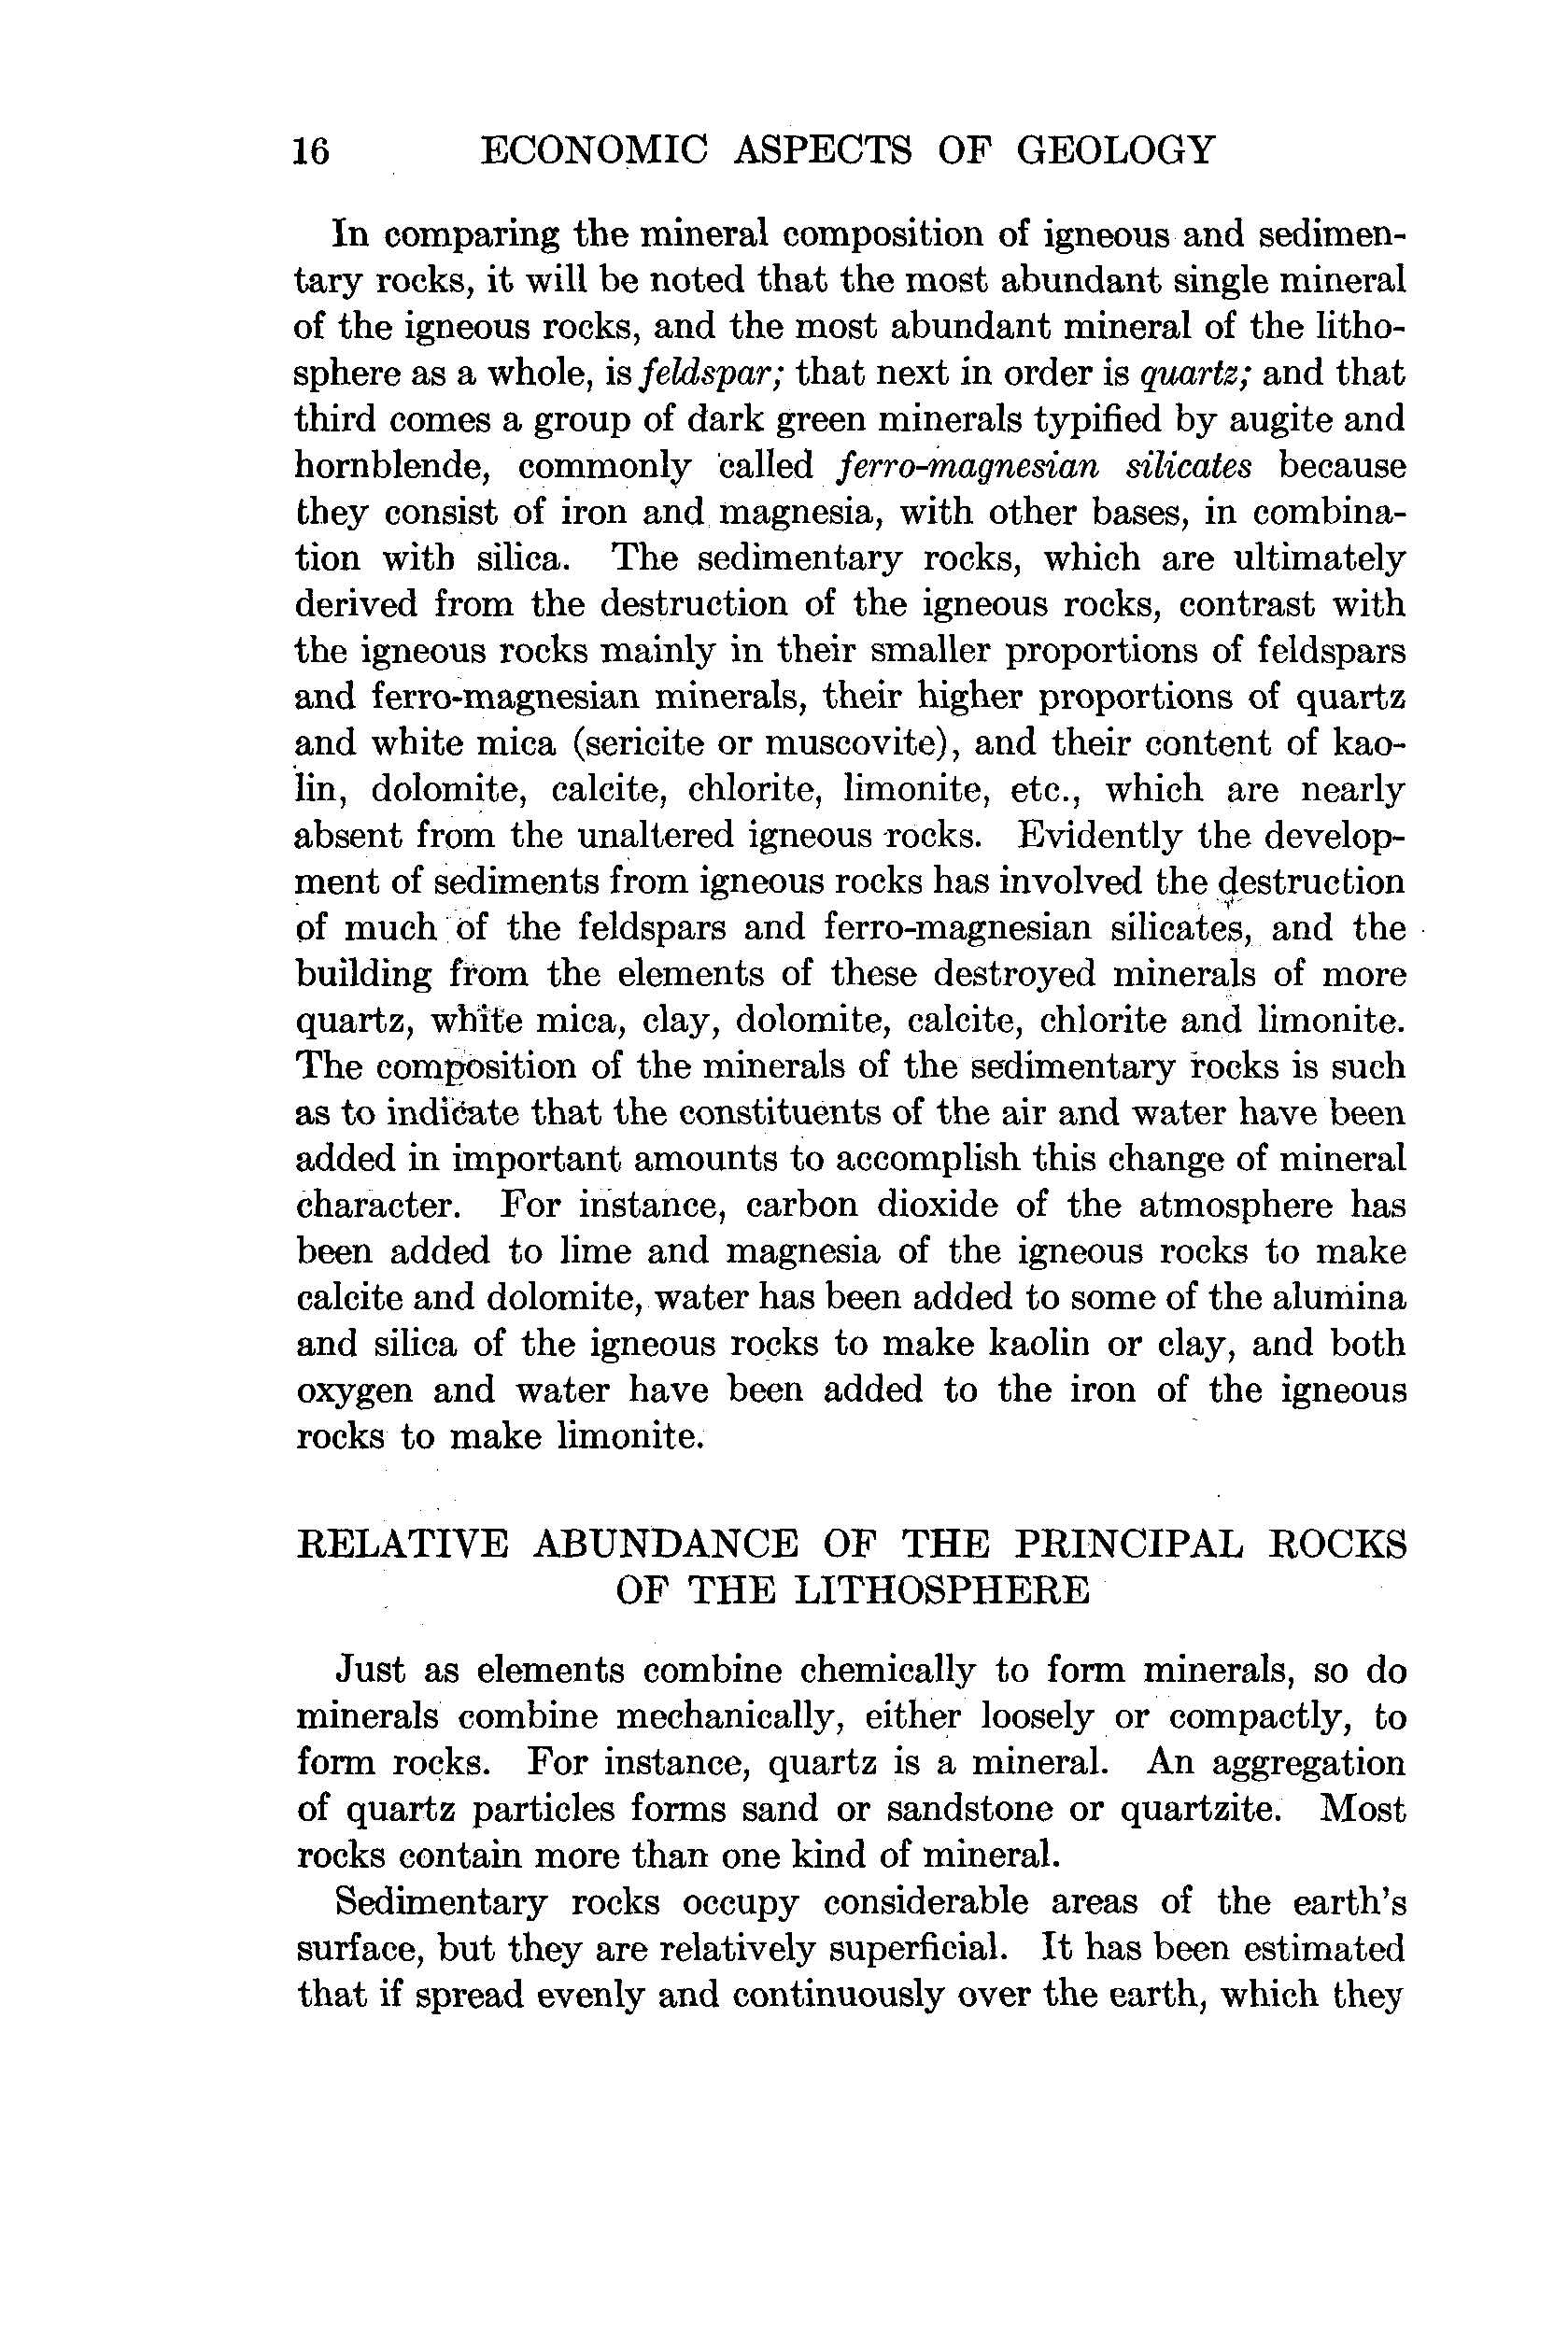 16 ECONOMIC ASPECTS OF GEOLOGY
In comparing the mineral composition of igneous and sedimen-
tary rocks, it will be noted that the most abundant single mineral
of the igneous rocks, and the most abundant mineral of the litho-
sphere as a whole, is feldspar; that next in order is quartz; and that
third comes a group of dark green minerals typified by augite and
hornblende, commonly called ferro-magnesian silicates because
they consist of iron and magnesia, with other bases, in combina-
tion with silica. The sedimentary rocks, which are ultimately
derived from the destruction of the igneous rocks, contrast with
the igneous rocks mainly in their smaller proportions of feldspars
and ferro-magnesian minerals, their higher proportions of quartz
and white mica (sericite or muscovite), and their content of kao-
lin, dolomite, calcite, chlorite, limonite, etc., which are nearly
absent from the unaltered igneous rocks. Evidently the develop-
ment of sediments from igneous rocks has involved the destruction
of much of the feldspars and ferro-magnesian silicates, and the
building from the elements of these destroyed minerals of more
quartz, white mica, clay, dolomite, calcite, chlorite and limonite.
The composition of the minerals of the sedimentary rocks is such
as to indicate that the constituents of the air and water have been
added in important amounts to accomplish this change of mineral
character. For instance, carbon dioxide of the atmosphere has
been added to lime and magnesia of the igneous rocks to make
calcite and dolomite, water has been added to some of the alumina
and silica of the igneous rocks to make kaolin or clay, and both
oxygen and water have been added to the iron of the igneous
rocks to make limonite.
RELATIVE ABUNDANCE OF THE PRINCIPAL ROCKS
OF THE LITHOSPHERE
Just as elements combine chemically to form minerals, so do
minerals combine mechanically, either loosely or compactly, to
form rocks. For instance, quartz is a mineral. An aggregation
of quartz particles forms sand or sandstone or quartzite. Most
rocks contain more than one kind of mineral.
Sedimentary rocks occupy considerable areas of the earth's
surface, but they are relatively superficial. It has been estimated
that if spread evenly and continuously over the earth, which they